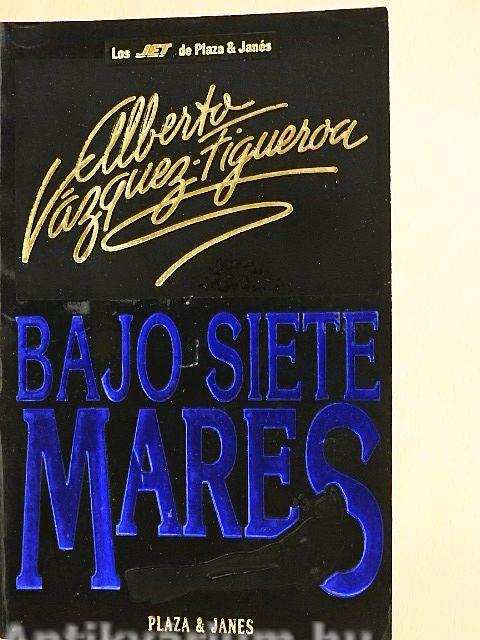 Los JET de Plaza & Janés
Alberto
Vázquez-Figueroa
BAJO SIETE
MARES
PLAZA & JANES